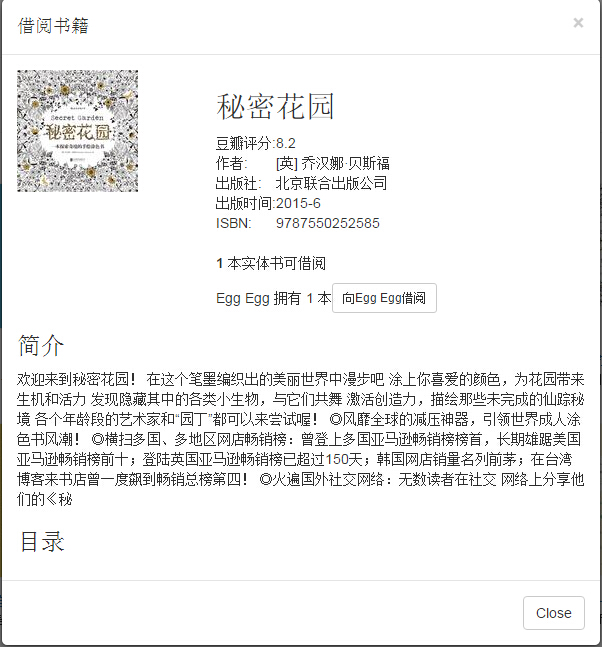 借阅书籍
×
Secret Garden
秘密花园
一本探索奇境的手绘涂色书
秘密花园
豆瓣评分:8.2
作者: [英] 乔汉娜·贝斯福
出版社: 北京联合出版公司
出版时间:2015-6
ISBN: 9787550252585
1 本实体书可借阅
Egg Egg 拥有 1 本 向Egg Egg借阅
简介
欢迎来到秘密花园！ 在这个笔墨编织出的美丽世界中漫步吧 涂上你喜爱的颜色，为花园带来
生机和活力 发现隐藏其中的各类小生物，与它们共舞 激活创造力，描绘那些未完成的仙踪秘
境 各个年龄段的艺术家和“园丁”都可以来尝试喔！ ◎风靡全球的减压神器，引领世界成人涂
色书风潮！ ◎横扫多国、多地区网店畅销榜：曾登上多国亚马逊畅销榜榜首，长期雄踞美国
亚马逊畅销榜前十；登陆英国亚马逊畅销榜已超过150天；韩国网店销量名列前茅；在台湾
博客来书店曾一度飙到畅销总榜第四！ ◎火遍国外社交网络：无数读者在社交 网络上分享他
们的《秘
目录
Close